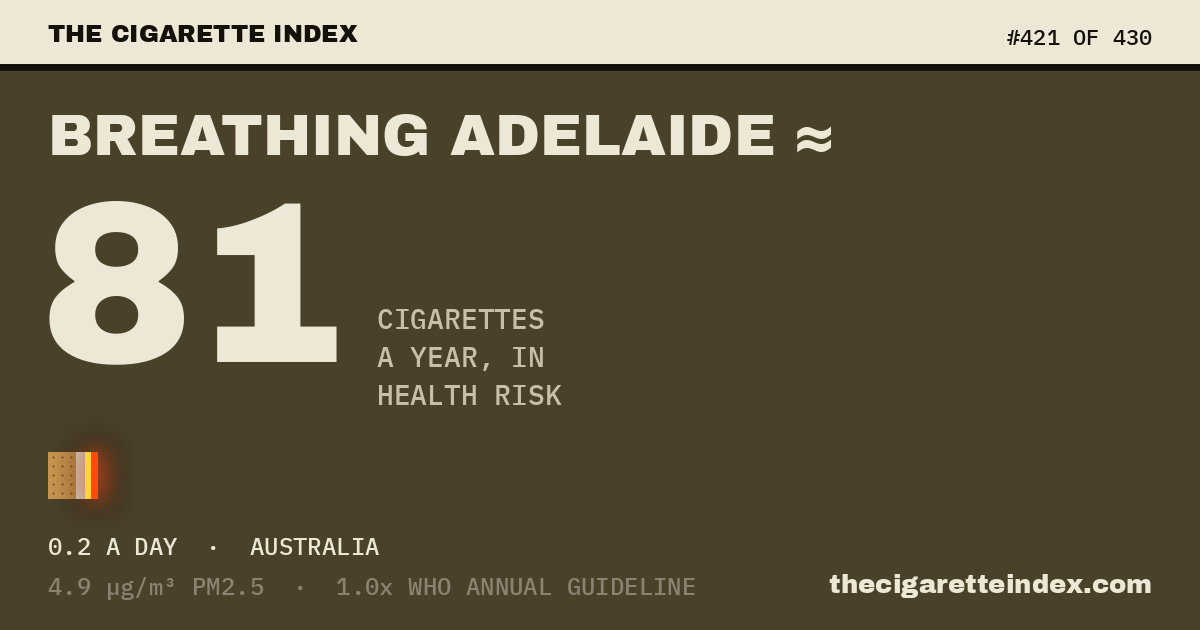 THE CIGARETTE INDEX
#421 OF 430
BREATHING ADELAIDE ≈
81
CIGARETTES
A YEAR, IN
HEALTH RISK
0.2 A DAY · AUSTRALIA
4.9 µg/m³ PM2.5 · 1.0x WHO ANNUAL GUIDELINE
thecigaretteindex.com